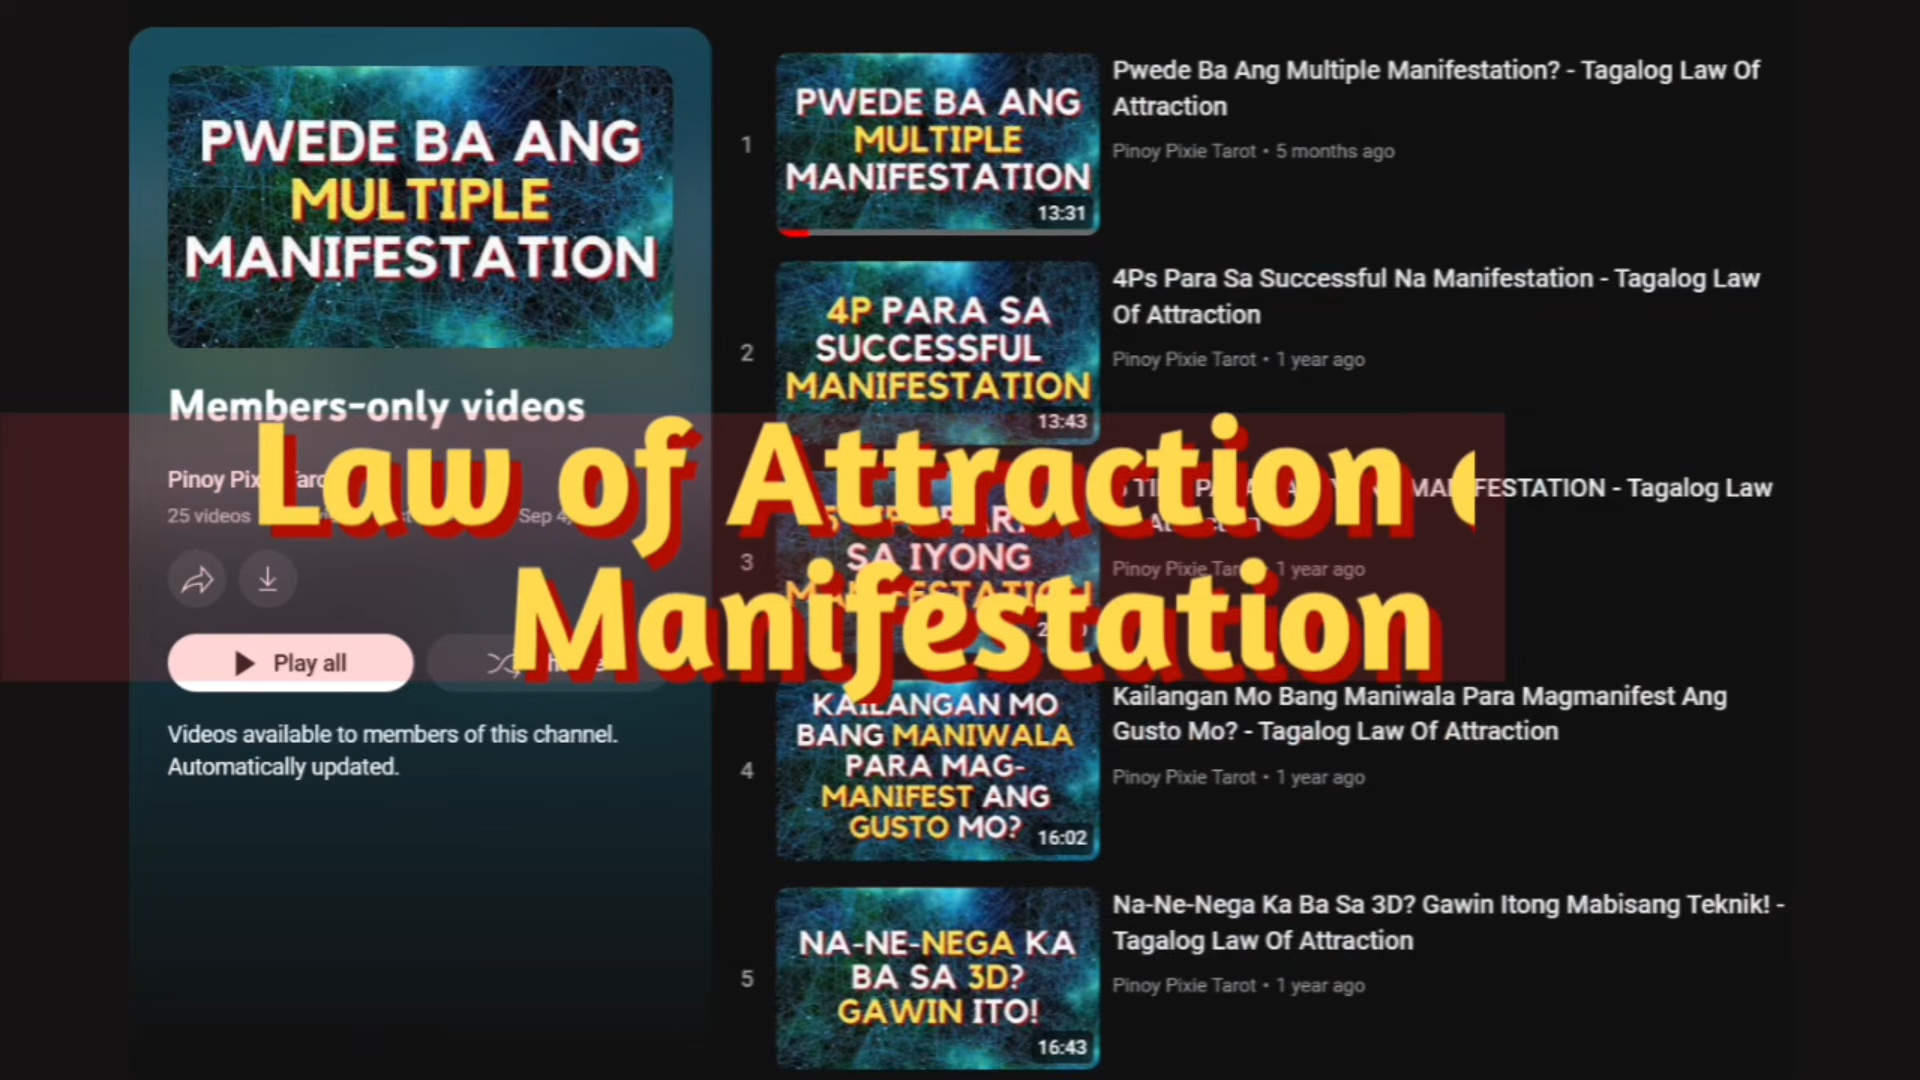 PWEDE BA ANG
MULTIPLE
MANIFESTATION
Members-only videos
Pinoy
25 videos
Sep 4,
Play all
Videos available to members of this channel.
Automatically updated.
Law of Attraction
Manifestation
1
PWEDE BA ANG
MULTIPLE
MANIFESTATION
13:31
Pwede Ba Ang Multiple Manifestation? - Tagalog Law Of
Attraction
Pinoy Pixie Tarot • 5 months ago
2
4P PARA SA
SUCCESSFUL
MANIFESTATION
13:43
4Ps Para Sa Successful Na Manifestation - Tagalog Law
Of Attraction
Pinoy Pixie Tarot • 1 year ago
3
SA IYONG
- Tagalog Law
Pinoy Pixie • 1 year ago
4
KAILANGAN MO
BANG MANIWALA
PARA MAG-
MANIFEST ANG
GUSTO MO?
16:02
Kailangan Mo Bang Maniwala Para Magmanifest Ang
Gusto Mo? - Tagalog Law Of Attraction
Pinoy Pixie Tarot • 1 year ago
5
NA-NE-NEGA KA
BA SA 3D?
GAWIN ITO!
16:43
Na-Ne-Nega Ka Ba Sa 3D? Gawin Itong Mabisang Teknik! -
Tagalog Law Of Attraction
Pinoy Pixie Tarot • 1 year ago